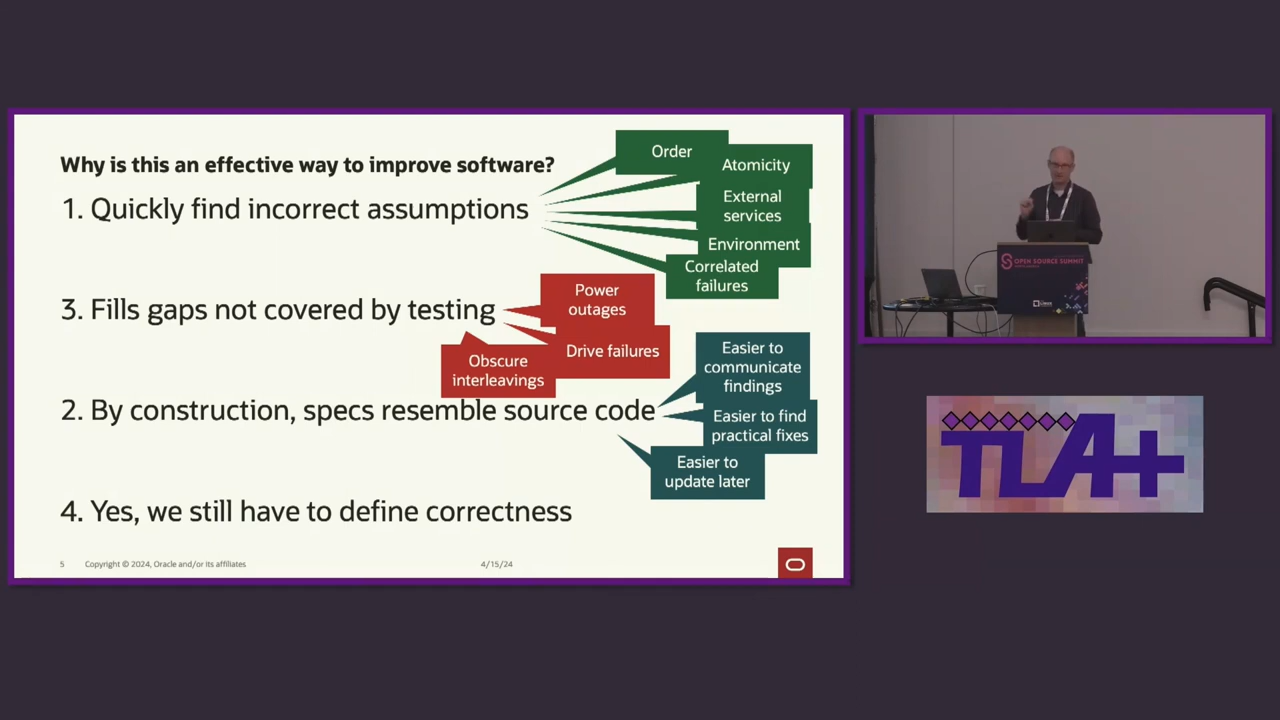 Why is this an effective way to improve software?
1. Quickly find incorrect assumptions
Order
Atomicity
External
services
Environment
Correlated
failures
3. Fills gaps not covered by testing
Power
outages
Drive failures
Obscure
interleavings
2. By construction, specs resemble source code
Easier to
communicate
findings
Easier to find
practical fixes
Easier to
update later
4. Yes, we still have to define correctness
5
Copyright © 2024, Oracle and/or its affiliates
4/15/24
OPEN SOURCE SUMMIT
TLA+